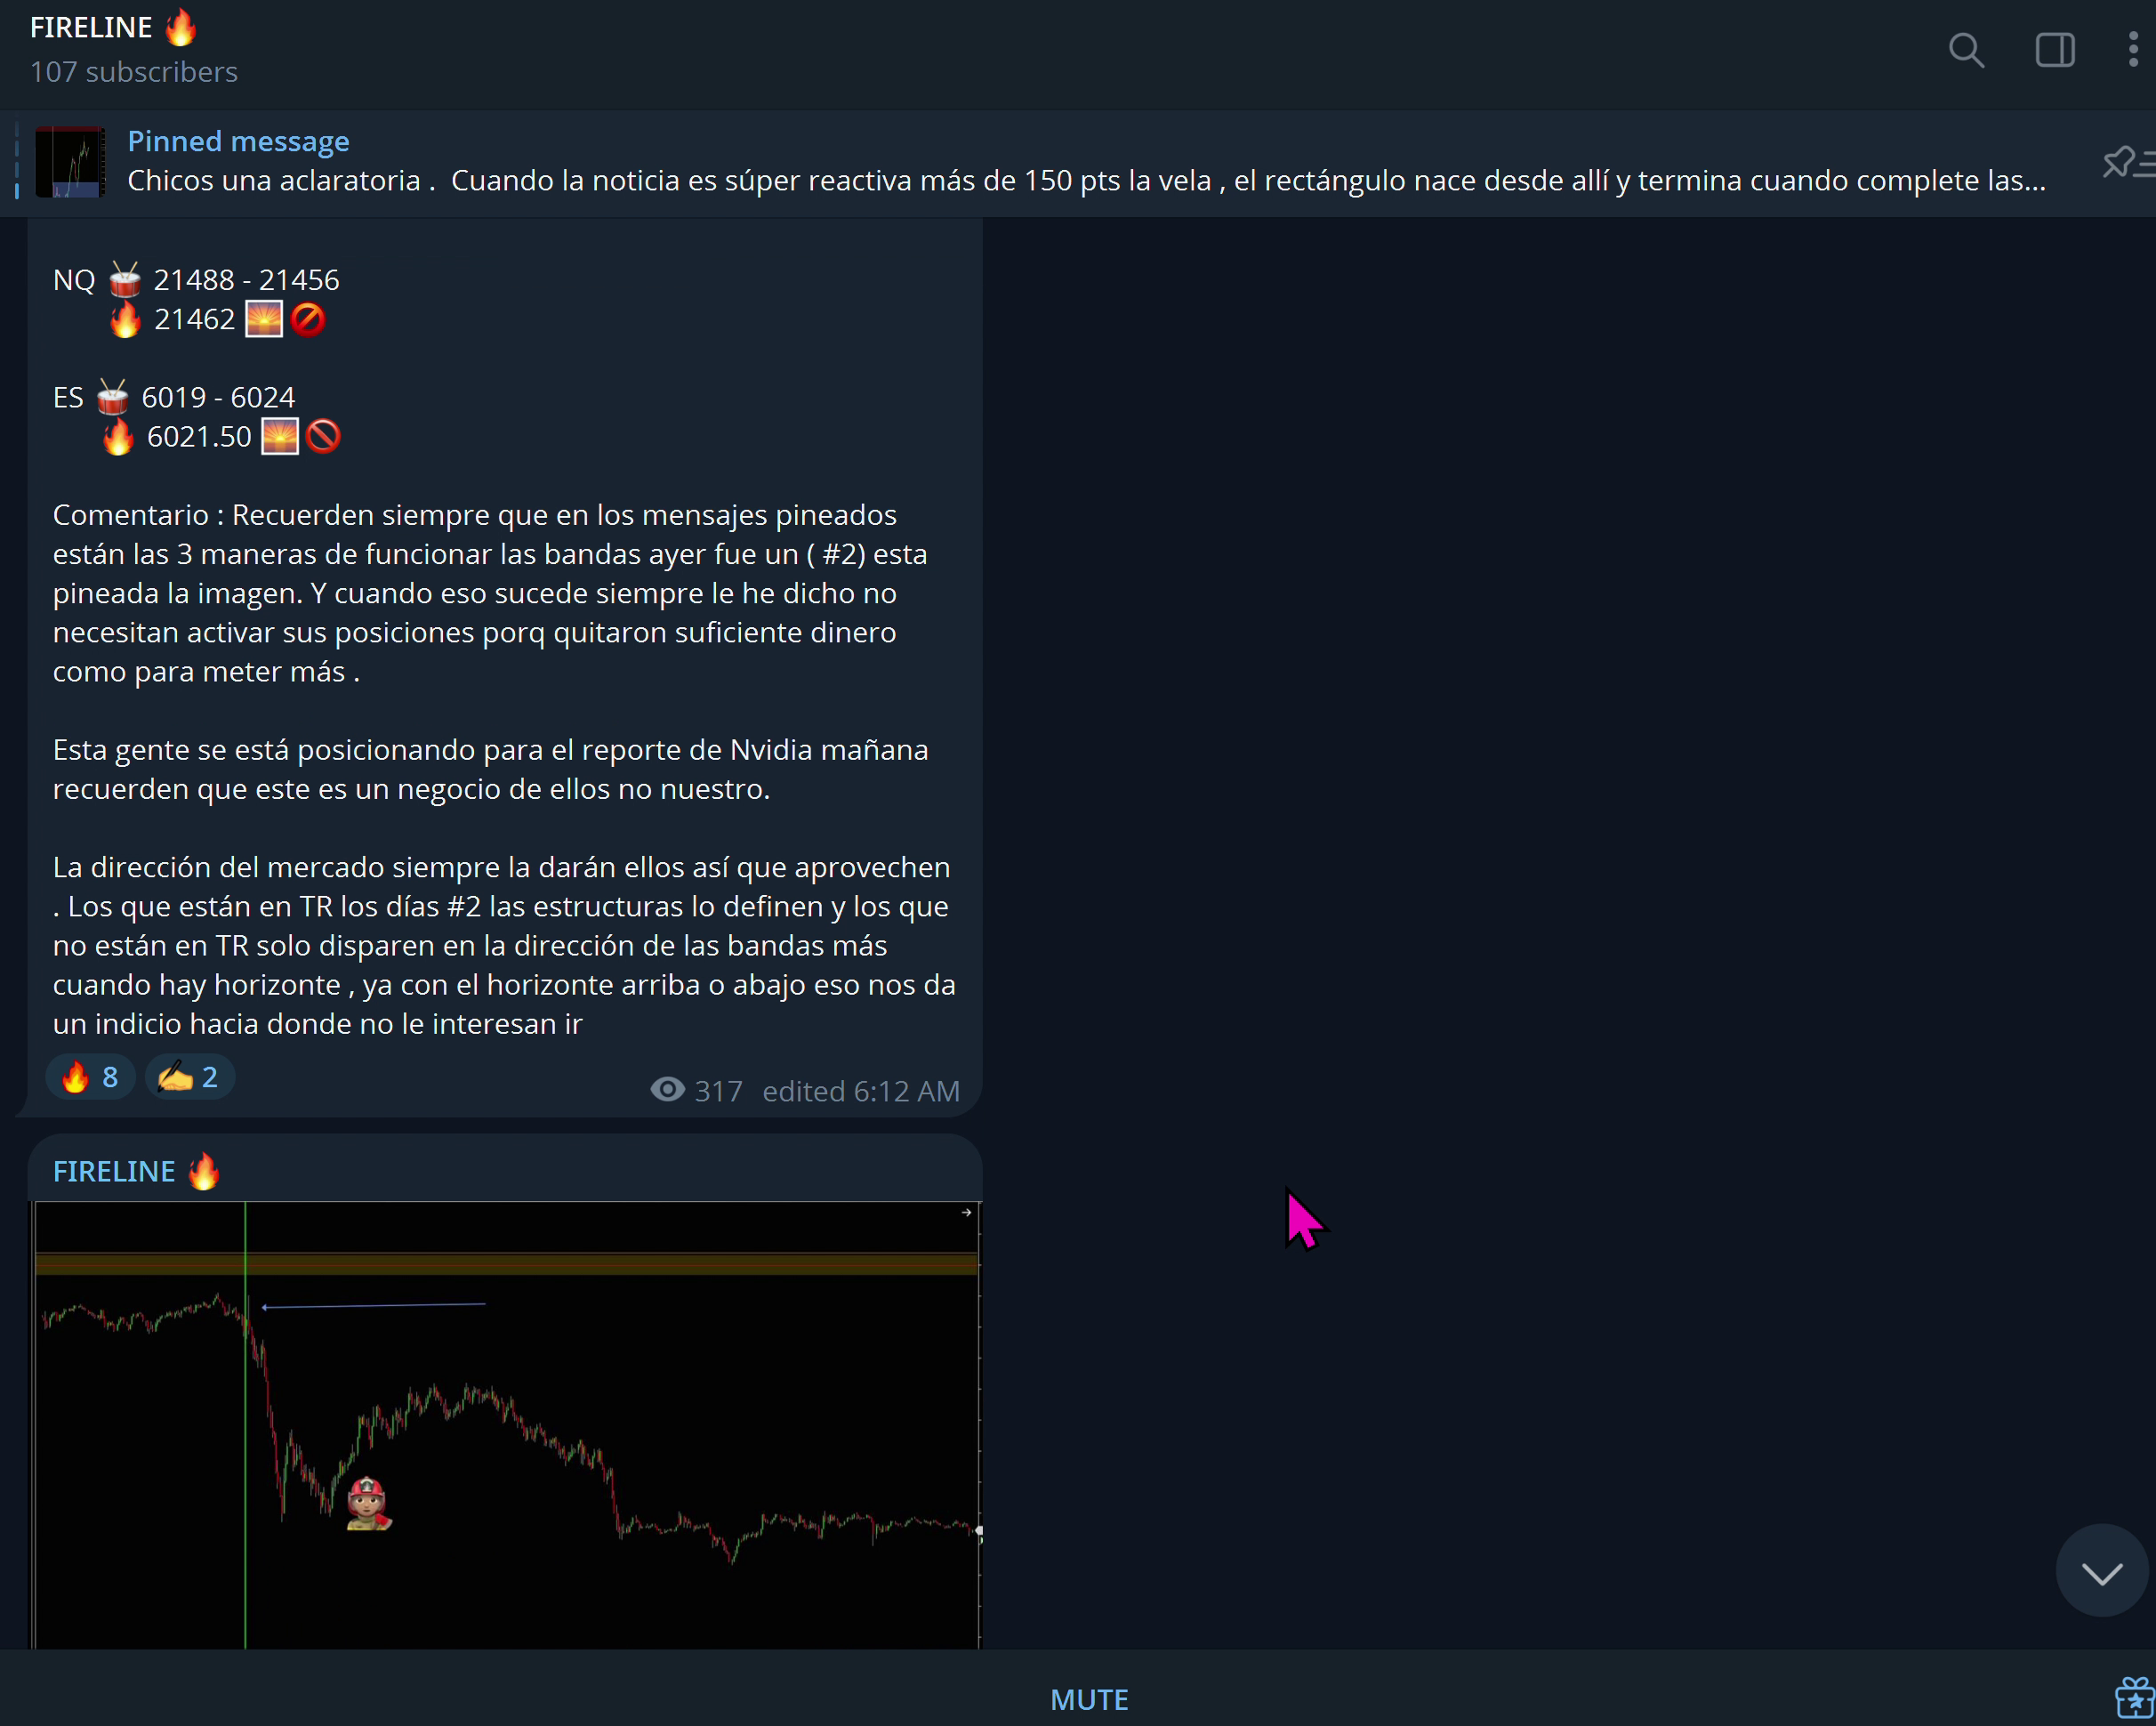 FIRELINE 🔥
107 subscribers
Pinned message
Chicos una aclaratoria . Cuando la noticia es súper reactiva más de 150 pts la vela , el rectángulo nace desde allí y termina cuando complete las...
NQ 🥁 21488 - 21456
🔥 21462 🌅🚫
ES 🥁 6019 - 6024
🔥 6021.50 🌅🚫
Comentario : Recuerden siempre que en los mensajes pineados
están las 3 maneras de funcionar las bandas ayer fue un ( #2) esta
pineada la imagen. Y cuando eso sucede siempre le he dicho no
necesitan activar sus posiciones porq quitaron suficiente dinero
como para meter más .
Esta gente se está posicionando para el reporte de Nvidia mañana
recuerden que este es un negocio de ellos no nuestro.
La dirección del mercado siempre la darán ellos así que aprovechen
. Los que están en TR los días #2 las estructuras lo definen y los que
no están en TR solo disparen en la dirección de las bandas más
cuando hay horizonte , ya con el horizonte arriba o abajo eso nos da
un indicio hacia donde no le interesan ir
🔥 8 ✍️ 2
317 edited 6:12 AM
FIRELINE 🔥
MUTE